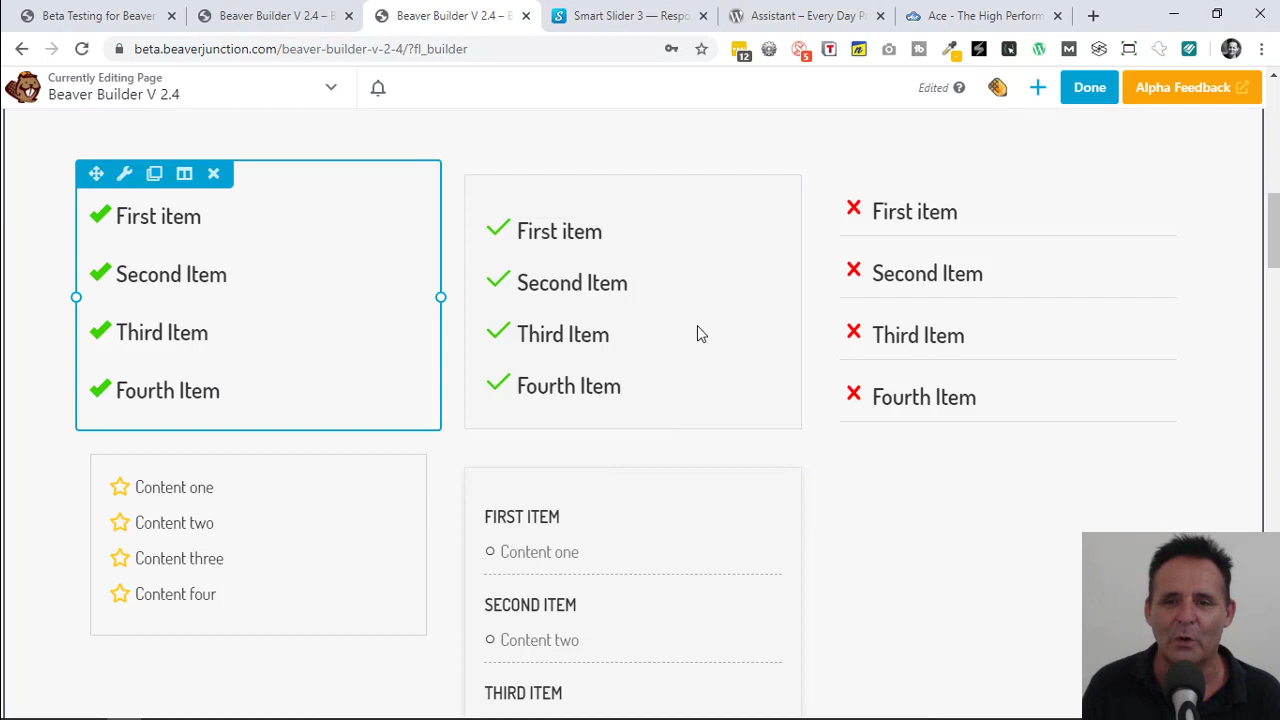 Beta Testing for Beaver
Beaver Builder V 2.4 – B
Beaver Builder V 2.4 – B
Smart Slider 3 — Respo
Assistant – Every Day P
Ace - The High Perform
beta.beaverjunction.com/beaver-builder-v-2-4/?fl_builder
12
5
Currently Editing Page
Beaver Builder V 2.4
Edited
Done
Alpha Feedback
First item
Second Item
Third Item
Fourth Item
First item
Second Item
Third Item
Fourth Item
First item
Second Item
Third Item
Fourth Item
Content one
Content two
Content three
Content four
FIRST ITEM
Content one
SECOND ITEM
Content two
THIRD ITEM